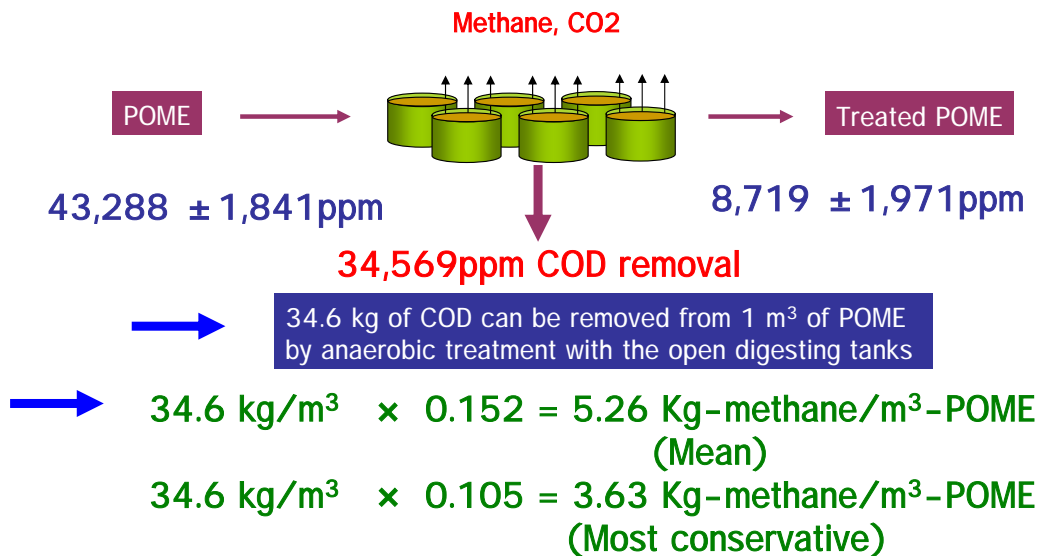 Methane, CO2
POME
Treated POME
43,288 ± 1,841ppm
8,719 ± 1,971ppm
34,569ppm COD removal
34.6 kg of COD can be removed from 1 m³ of POME
by anaerobic treatment with the open digesting tanks
34.6 kg/m³ × 0.152 = 5.26 Kg-methane/m³-POME
(Mean)
34.6 kg/m³ × 0.105 = 3.63 Kg-methane/m³-POME
(Most conservative)